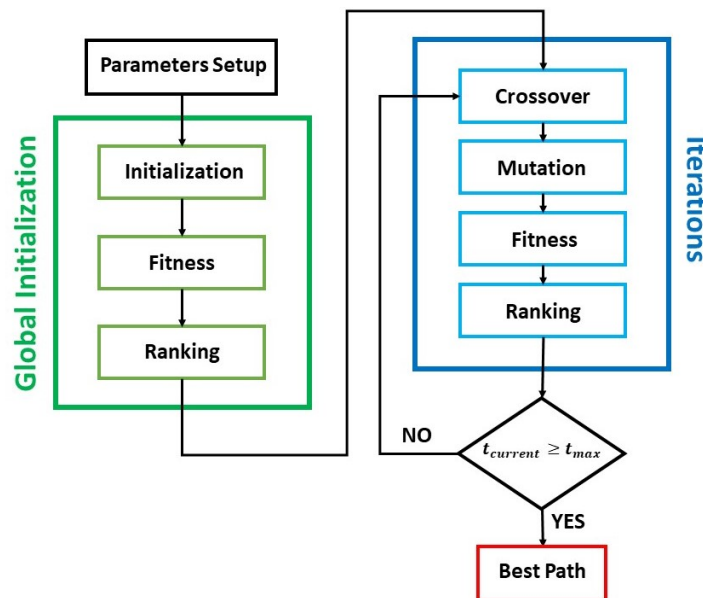 Parameters Setup
Global Initialization
Initialization
Fitness
Ranking
Iterations
Crossover
Mutation
Fitness
Ranking
t_current ≥ t_max
NO
YES
Best Path